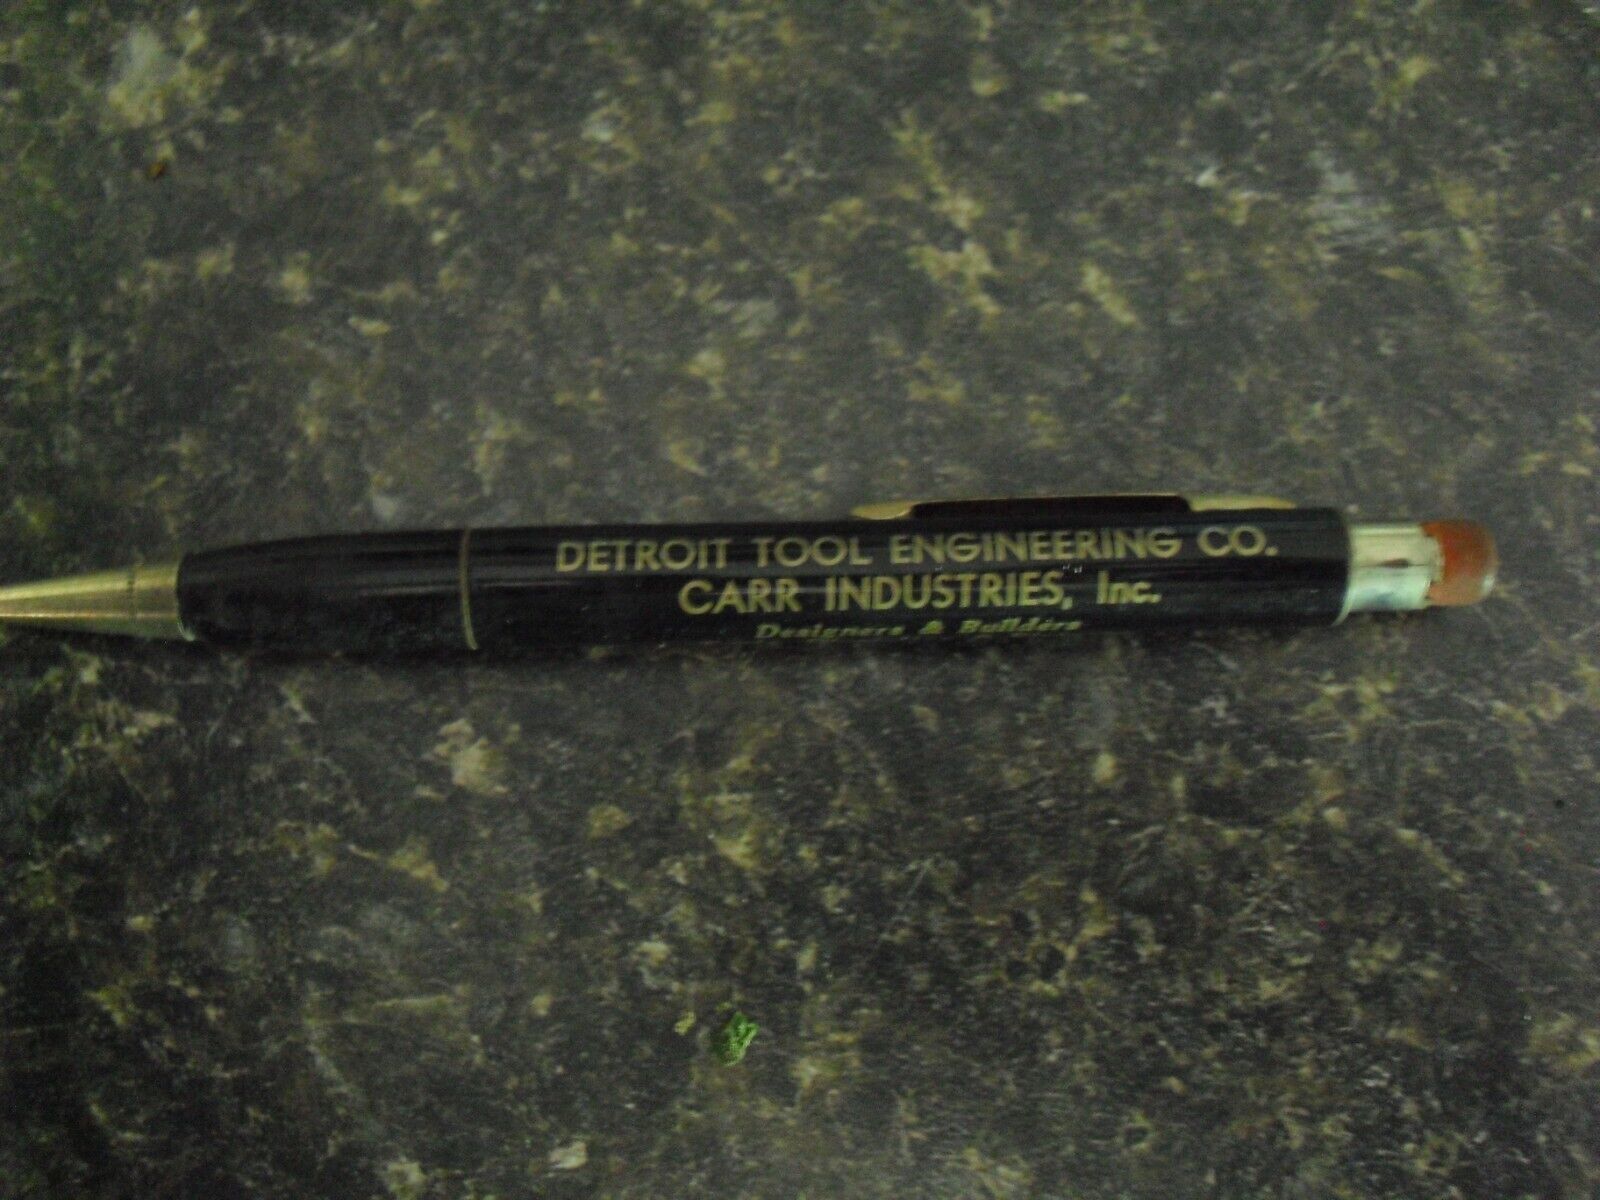 DETROIT TOOL ENGINEERING CO.
CARR INDUSTRIES, Inc.
Designers & Builders